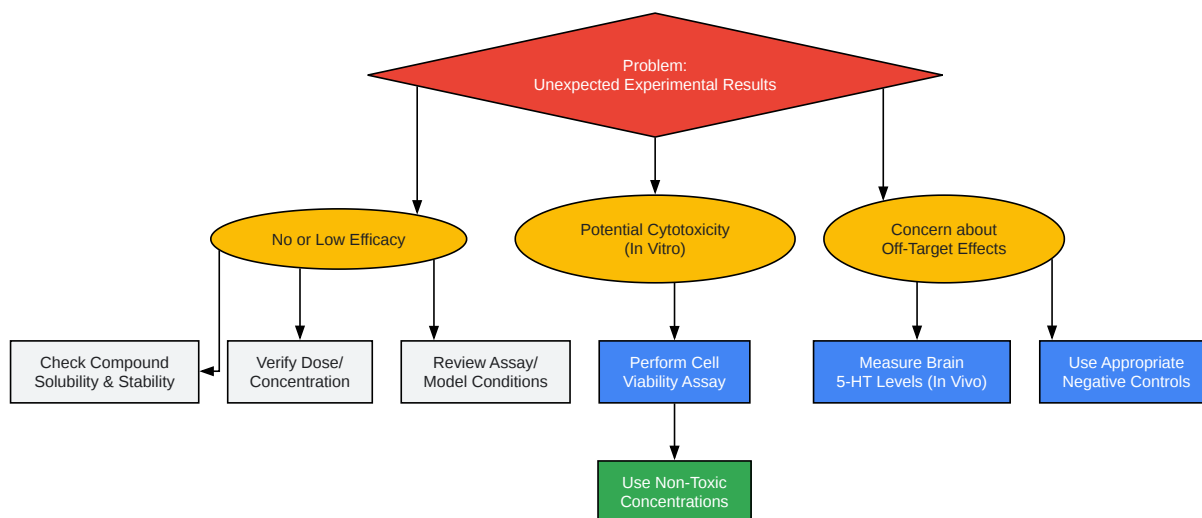 Problem:
Unexpected Experimental Results
No or Low Efficacy
Potential Cytotoxicity
(In Vitro)
Concern about
Off-Target Effects
Check Compound
Solubility & Stability
Verify Dose/
Concentration
Review Assay/
Model Conditions
Perform Cell
Viability Assay
Measure Brain
5-HT Levels (In Vivo)
Use Appropriate
Negative Controls
Use Non-Toxic
Concentrations